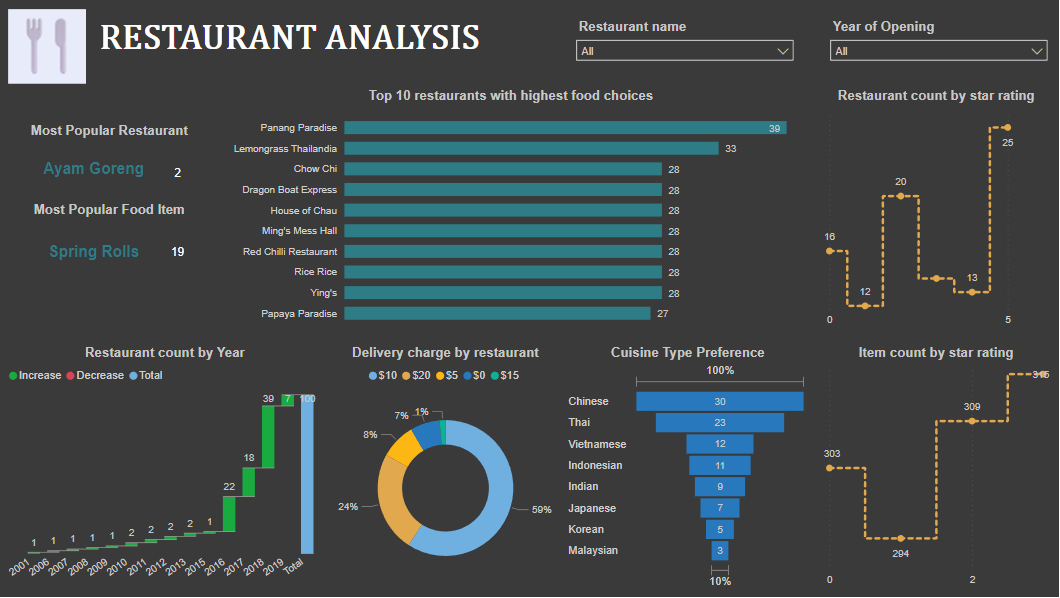 RESTAURANT ANALYSIS
Restaurant name
All
Year of Opening
All
Most Popular Restaurant
Ayam Goreng 2
Most Popular Food Item
Spring Rolls 19
Top 10 restaurants with highest food choices
Panang Paradise 39
Lemongrass Thailandia 33
Chow Chi 28
Dragon Boat Express 28
House of Chau 28
Ming's Mess Hall 28
Red Chilli Restaurant 28
Rice Rice 28
Ying's 28
Papaya Paradise 27
Restaurant count by star rating
25
20
16
13
12
0 5
Restaurant count by Year
Increase Decrease Total
39 7 100
18
22
1 1 1 1 1 2 2 2 2 1
2001 2006 2007 2008 2009 2010 2011 2012 2013 2015 2016 2017 2018 2019 Total
Delivery charge by restaurant
$10 $20 $5 $0 $15
1%
7%
8%
24%
59%
Cuisine Type Preference
100%
Chinese 30
Thai 23
Vietnamese 12
Indonesian 11
Indian 9
Japanese 7
Korean 5
Malaysian 3
10%
Item count by star rating
315
309
303
294
0 2